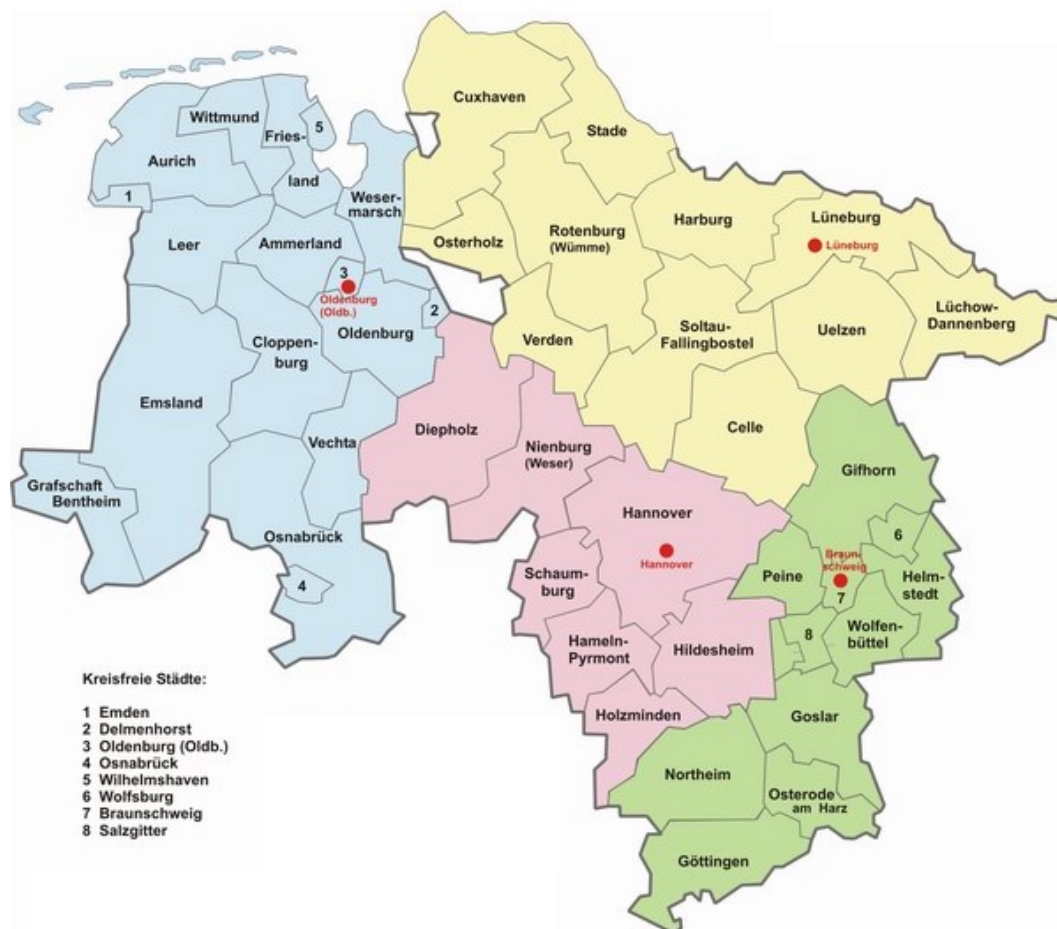 Cuxhaven
Wittmund
Stade
Fries-
5
Aurich
land
1
Weser-
marsch
Harburg
Lüneburg
Leer
Ammerland
Osterholz
Rotenburg
(Wümme)
Lüneburg
3
Oldenburg
(Oldb.)
2
Oldenburg
Lüchow-
Dannenberg
Cloppen-
burg
Verden
Soltau-
Fallingbostel
Uelzen
Emsland
Diepholz
Celle
Vechta
Nienburg
(Weser)
Gifhorn
Grafschaft
Bentheim
Hannover
Osnabrück
6
Hannover
Braun-
schweig
Schaum-
burg
Peine
Helm-
stedt
4
7
Wolfen-
büttel
8
Hameln-
Pyrmont
Hildesheim
Holzminden
Goslar
Northeim
Osterode
am Harz
Göttingen
Kreisfreie Städte:
1 Emden
2 Delmenhorst
3 Oldenburg (Oldb.)
4 Osnabrück
5 Wilhelmshaven
6 Wolfsburg
7 Braunschweig
8 Salzgitter